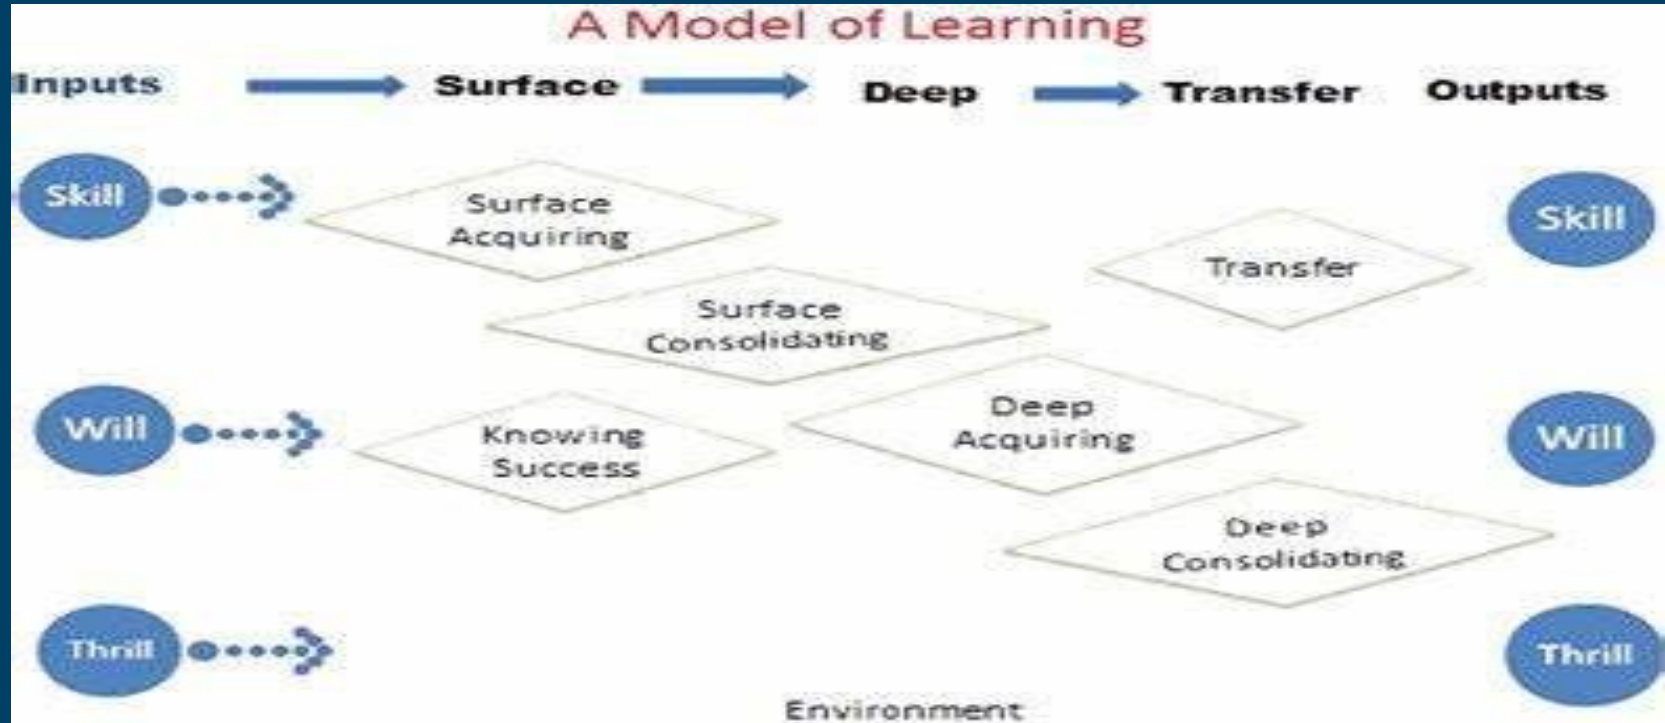 A Model of Learning
Inputs Surface Deep Transfer Outputs
Skill
Surface
Acquiring
Transfer
Skill
Surface
Consolidating
Will
Knowing
Success
Deep
Acquiring
Will
Deep
Consolidating
Thrill
Thrill
Environment